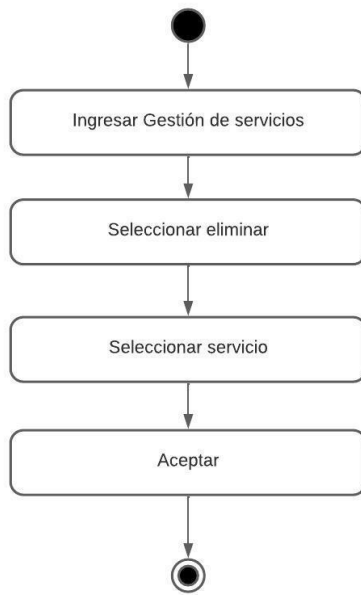 Ingresar Gestión de servicios
Seleccionar eliminar
Seleccionar servicio
Aceptar